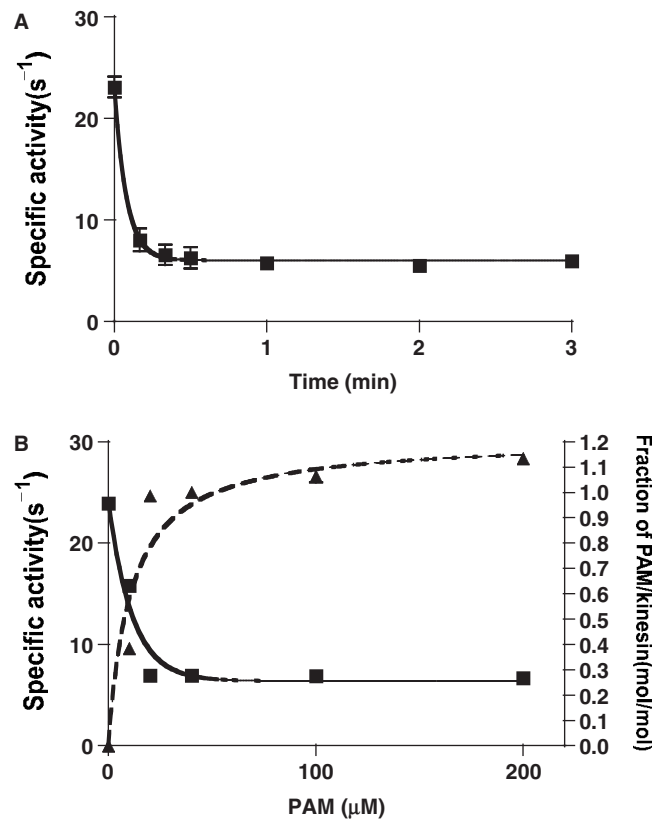 A
Specific activity(s⁻¹)
30
20
10
0
0 1 2 3
Time (min)
B
Specific activity(s⁻¹)
30
20
10
0
0 100 200
PAM (μM)
1.2
1.1
1.0
0.9
0.8
0.7
0.6
0.5
0.4
0.3
0.2
0.1
0.0
Fraction of PAM/kinesin(mol/mol)